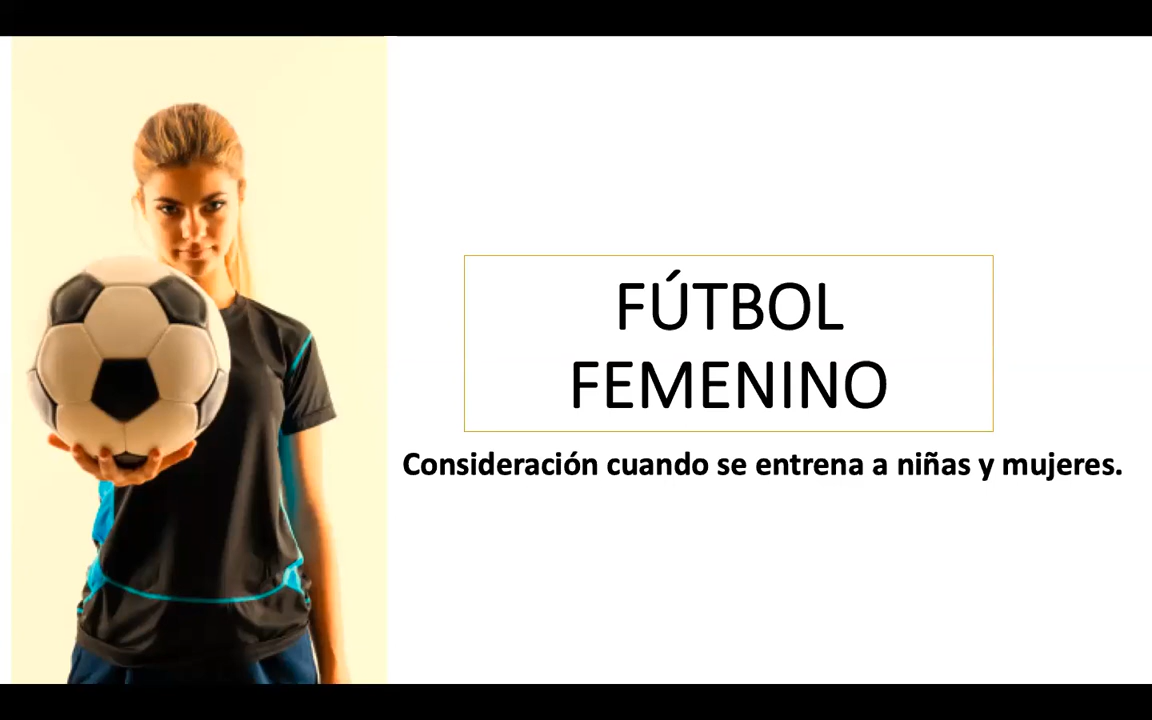 FÚTBOL
FEMENINO
Consideración cuando se entrena a niñas y mujeres.